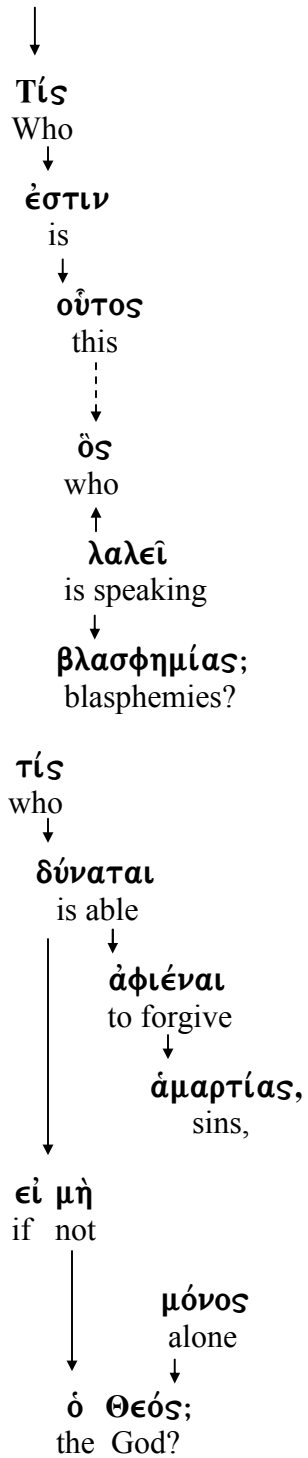 Τίς
Who
ἐστιν
is
οὗτος
this
ὃς
who
λαλεῖ
is speaking
βλασφημίας;
blasphemies?
τίς
who
δύναται
is able
ἀφιέναι
to forgive
ἁμαρτίας,
sins,
εἰ μὴ
if not
μόνος
alone
ὁ Θεός;
the God?